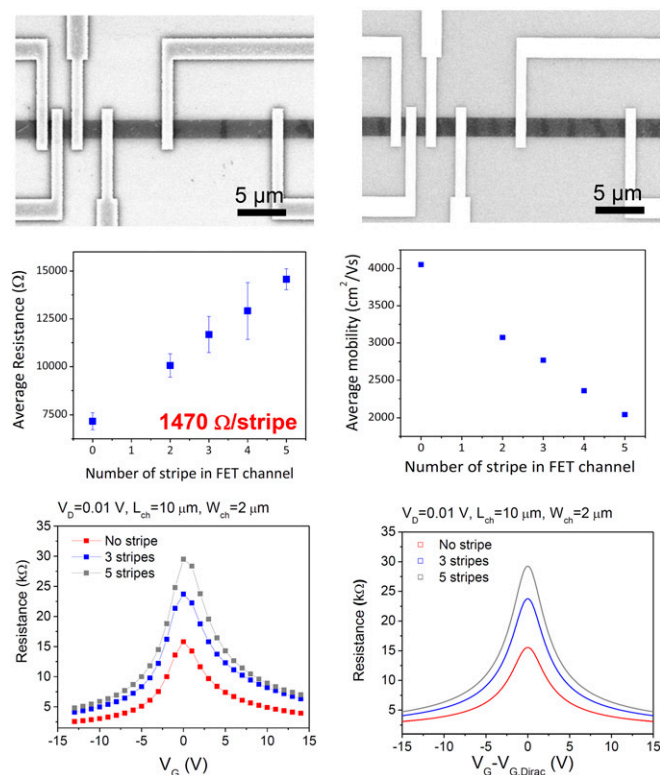 5 μm
5 μm
Average Resistance (Ω)
15000
12500
10000
7500
0 1 2 3 4 5
Number of stripe in FET channel
1470 Ω/stripe
Average mobility (cm²/Vs)
4000
3500
3000
2500
2000
0 1 2 3 4 5
Number of stripe in FET channel
V_D=0.01 V, L_ch=10 μm, W_ch=2 μm
Resistance (kΩ)
35
30
25
20
15
10
5
No stripe
3 stripes
5 stripes
-15 -10 -5 0 5 10 15
V_G (V)
V_D=0.01 V, L_ch=10 μm, W_ch=2 μm
Resistance (kΩ)
35
30
25
20
15
10
5
No stripe
3 stripes
5 stripes
-15 -10 -5 0 5 10 15
V_G-V_G,Dirac (V)